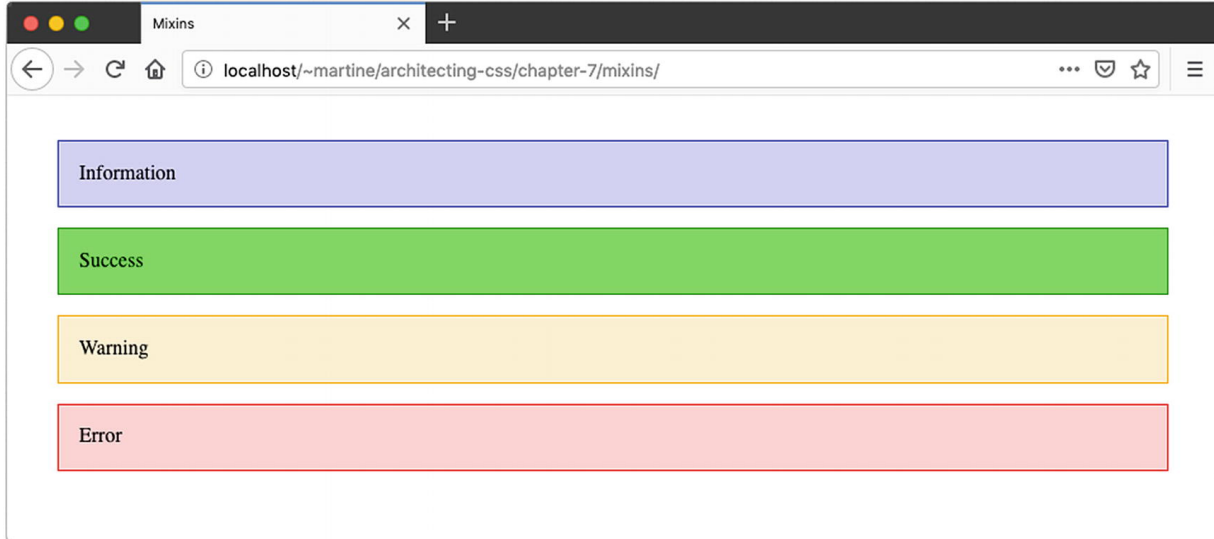 Mixins
localhost/~martine/architecting-css/chapter-7/mixins/
Information
Success
Warning
Error